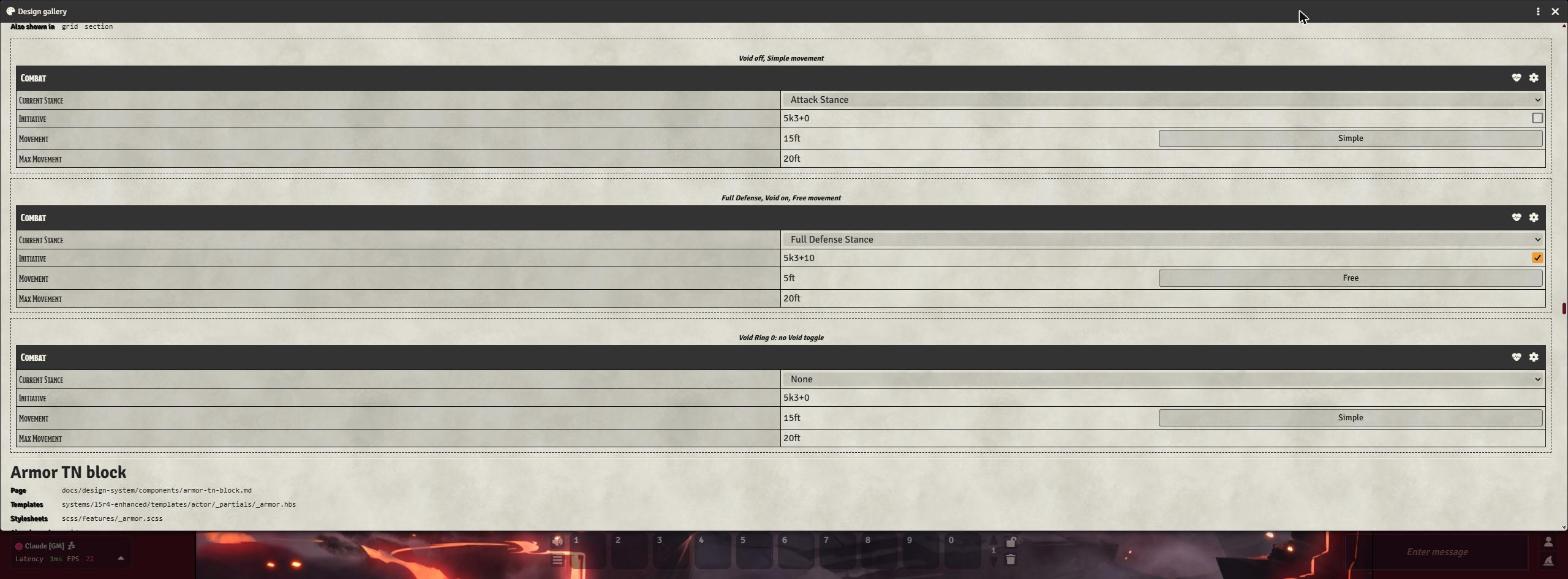 Design gallery
Also shown in grid section
Void off, Simple movement
Combat
Current Stance Attack Stance
Initiative 5k3+0
Movement 15ft Simple
Max Movement 20ft
Full Defense, Void on, Free movement
Combat
Current Stance Full Defense Stance
Initiative 5k3+10
Movement 5ft Free
Max Movement 20ft
Void Ring 0: no Void toggle
Combat
Current Stance None
Initiative 5k3+0
Movement 15ft Simple
Max Movement 20ft
Armor TN block
Page docs/design-system/components/armor-tn-block.md
Templates systems/l5r4-enhanced/templates/actor/_partials/_armor.hbs
Stylesheets scss/features/_armor.scss
Claude [GM]
Latency 3ms FPS 22
1 2 3 4 5 6 7 8 9 0
1
Enter message